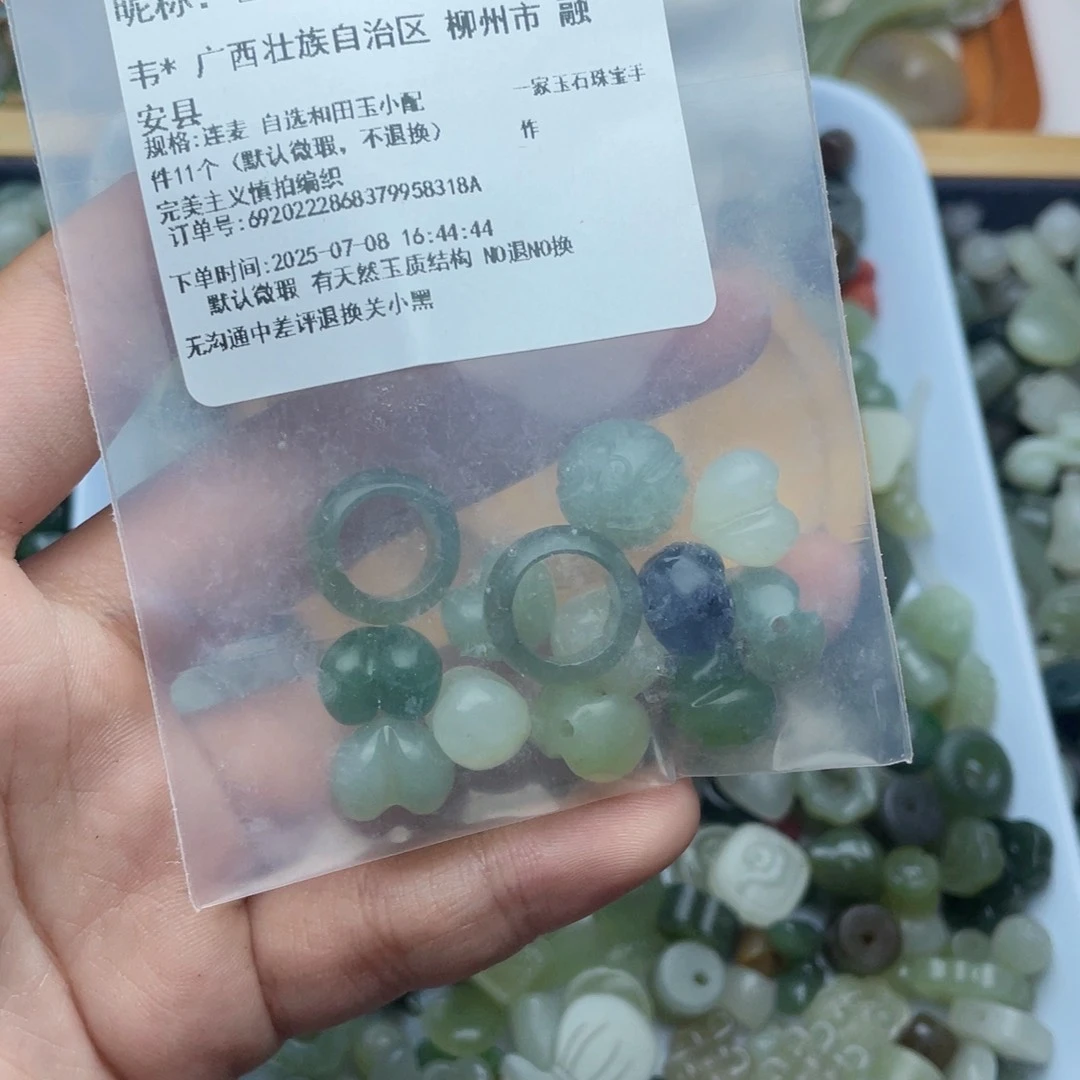 昵称:
韦* 广西壮族自治区 柳州市 融
安县
一家玉石珠宝手
规格:连麦 自选和田玉小配
件
件11个（默认微瑕，不退换）
完美主义慎拍编织
订单号:6920222868379958318A
下单时间:2025-07-08 16:44:44
默认微瑕 有天然玉质结构 NO退NO换
无沟通中差评退换关小黑